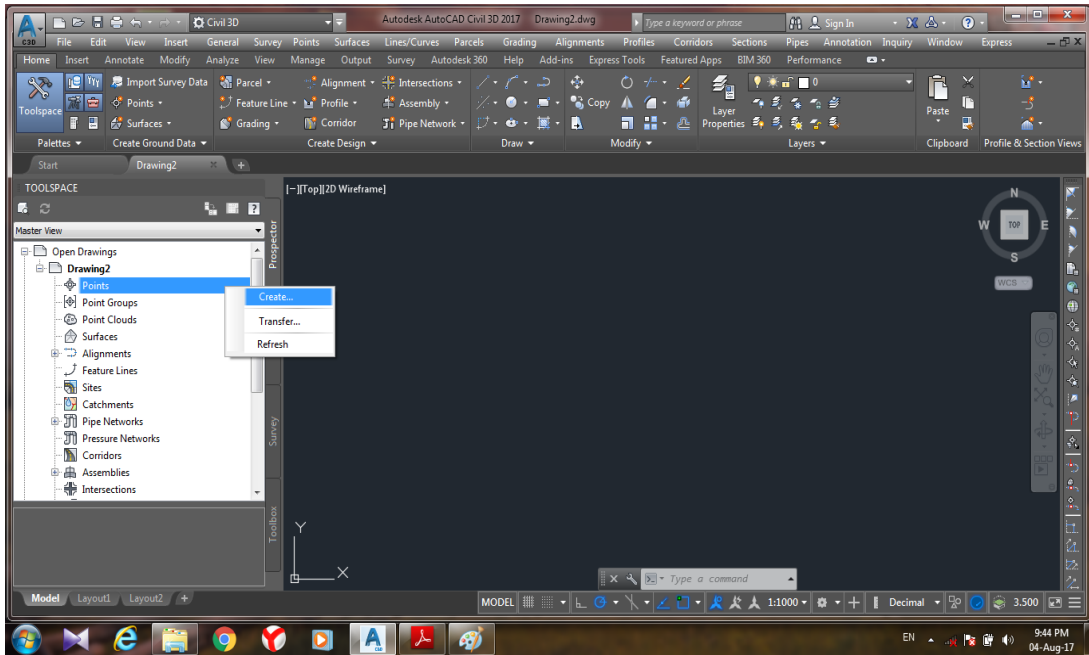 Civil 3D Autodesk AutoCAD Civil 3D 2017 Drawing2.dwg Type a keyword or phrase Sign In
C3D File Edit View Insert General Survey Points Surfaces Lines/Curves Parcels Grading Alignments Profiles Corridors Sections Pipes Annotation Inquiry Window Express
Home Insert Annotate Modify Analyze View Manage Output Survey Autodesk 360 Help Add-ins Express Tools Featured Apps BIM 360 Performance
Import Survey Data Parcel Alignment Intersections
Toolspace Points Feature Line Profile Assembly Copy Layer Properties 0 Paste
Surfaces Grading Corridor Pipe Network
Palettes Create Ground Data Create Design Draw Modify Layers Clipboard Profile & Section Views
Start Drawing2
TOOLSPACE
Master View
Open Drawings
Drawing2
Points
Point Groups
Point Clouds
Surfaces
Alignments
Feature Lines
Sites
Catchments
Pipe Networks
Pressure Networks
Corridors
Assemblies
Intersections
Prospector
Survey
Toolbox
Create...
Transfer...
Refresh
[−][Top][2D Wireframe]
N
W TOP E
S
WCS
Y
X
Type a command
Model Layout1 Layout2 MODEL 1:1000 Decimal 3.500
EN 9:44 PM
04-Aug-17